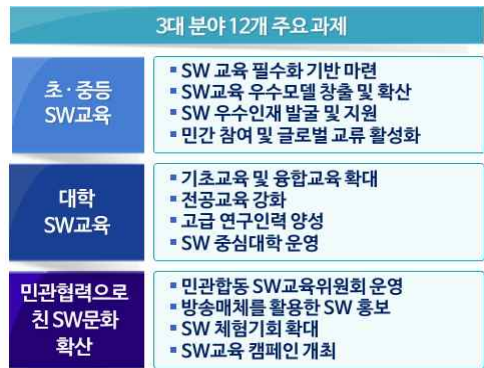 3대 분야 12개 주요 과제
초·중등
SW교육
▪ SW 교육 필수화 기반 마련
▪ SW교육 우수모델 창출 및 확산
▪ SW 우수인재 발굴 및 지원
▪ 민간 참여 및 글로벌 교류 활성화
대학
SW교육
▪ 기초교육 및 융합교육 확대
▪ 전공교육 강화
▪ 고급 연구인력 양성
▪ SW 중심대학 운영
민관협력으로
친 SW문화
확산
▪ 민관합동 SW교육위원회 운영
▪ 방송매체를 활용한 SW 홍보
▪ SW 체험기회 확대
▪ SW교육 캠페인 개최